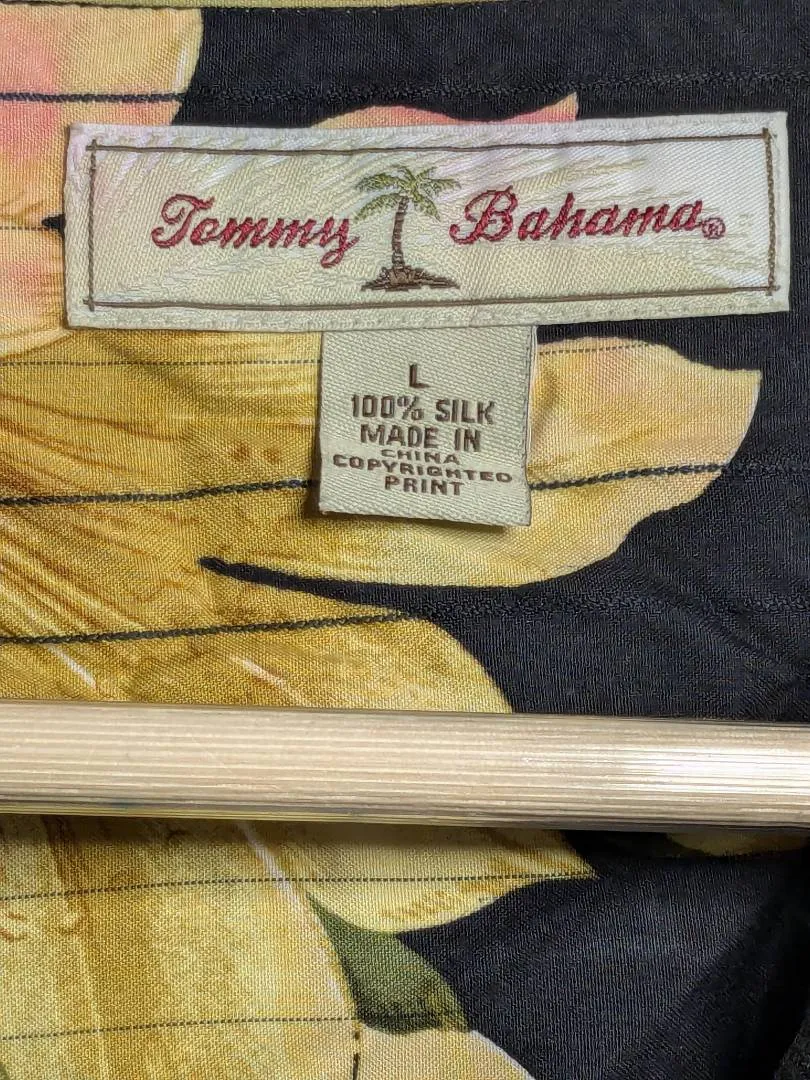 Tommy Bahama®
L
100% SILK
MADE IN
CHINA
COPYRIGHTED
PRINT